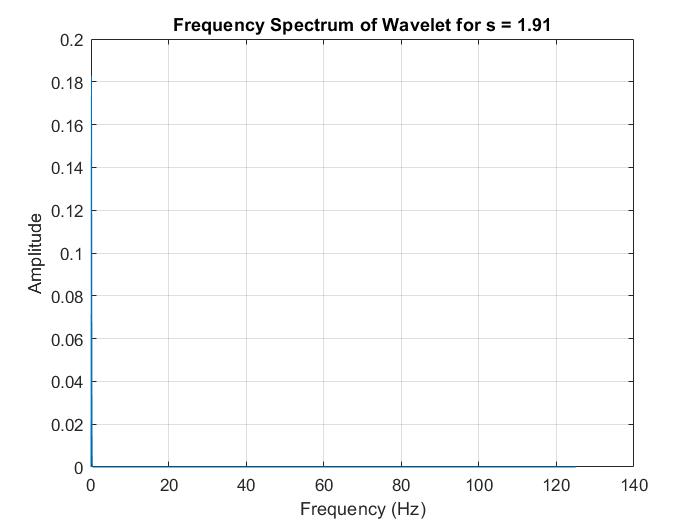 Frequency Spectrum of Wavelet for s = 1.91
0.2
0.18
0.16
0.14
0.12
0.1
0.08
0.06
0.04
0.02
0
Amplitude
0 20 40 60 80 100 120 140
Frequency (Hz)